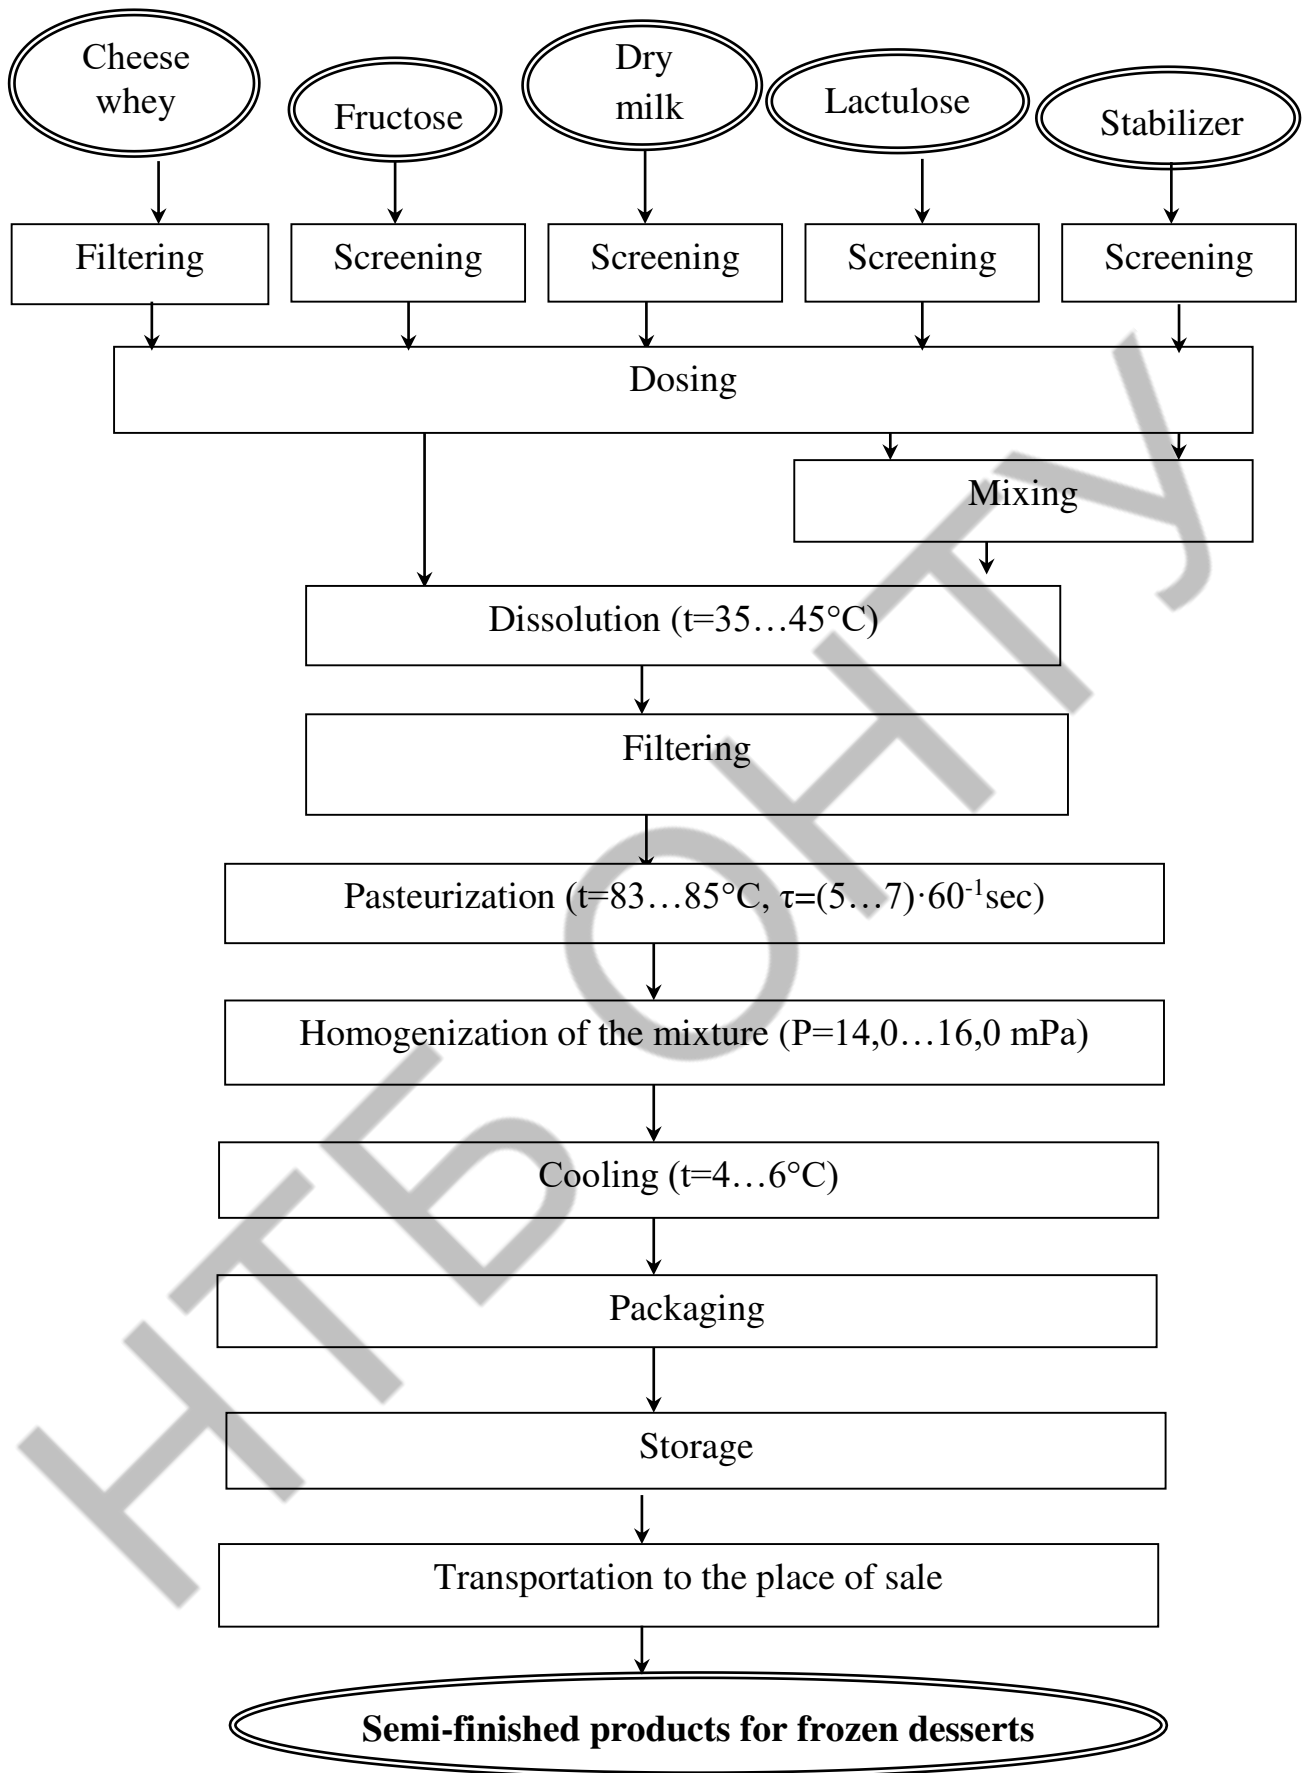 Cheese
whey
Fructose
Dry
milk
Lactulose
Stabilizer
Filtering
Screening
Screening
Screening
Screening
Dosing
Mixing
Dissolution (t=35…45°C)
Filtering
Pasteurization (t=83…85°C, τ=(5…7)·60⁻¹sec)
Homogenization of the mixture (P=14,0…16,0 mPa)
Cooling (t=4…6°C)
Packaging
Storage
Transportation to the place of sale
Semi-finished products for frozen desserts
НТБ ОНТУ